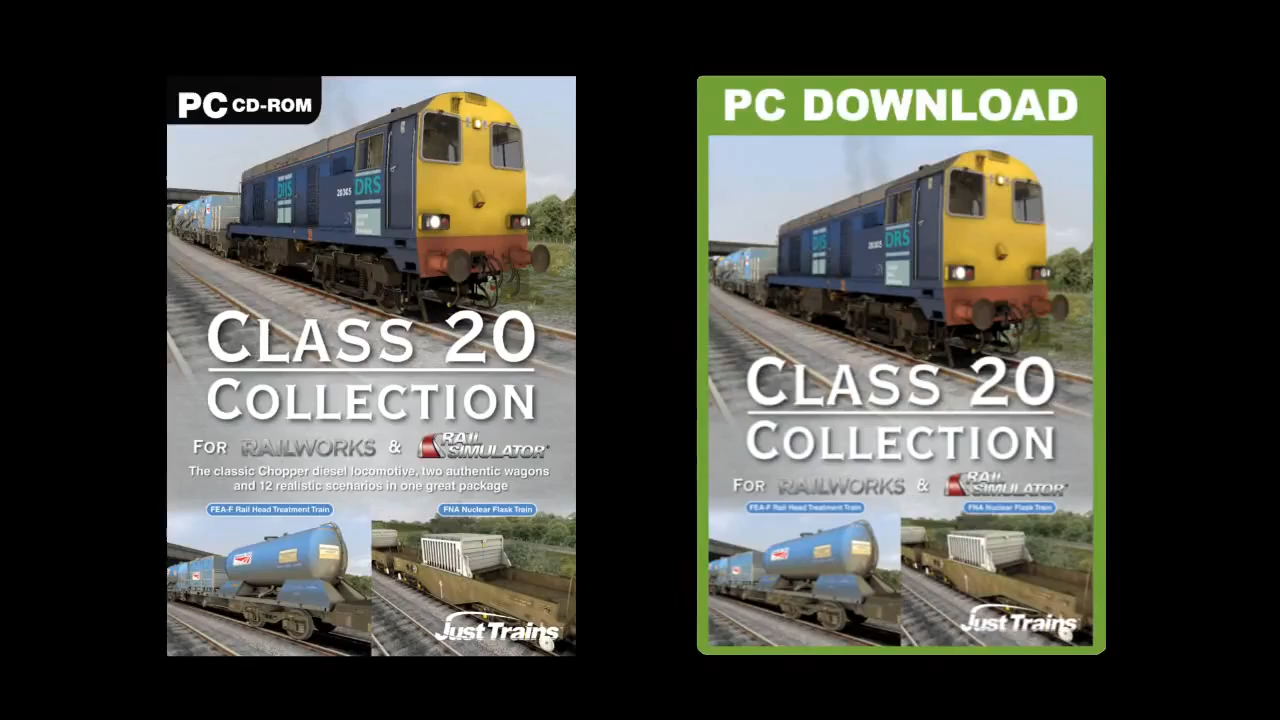 PC CD-ROM
DRS
20305 DRS
CLASS 20
COLLECTION
FOR RAILWORKS & RAIL SIMULATOR
The classic Chopper diesel locomotive, two authentic wagons
and 12 realistic scenarios in one great package
FEA-F Rail Head Treatment Train
FNA Nuclear Flask Train
Just Trains
PC DOWNLOAD
DRS
20305 DRS
CLASS 20
COLLECTION
FOR RAILWORKS & RAIL SIMULATOR
FEA-F Rail Head Treatment Train
FNA Nuclear Flask Train
Just Trains